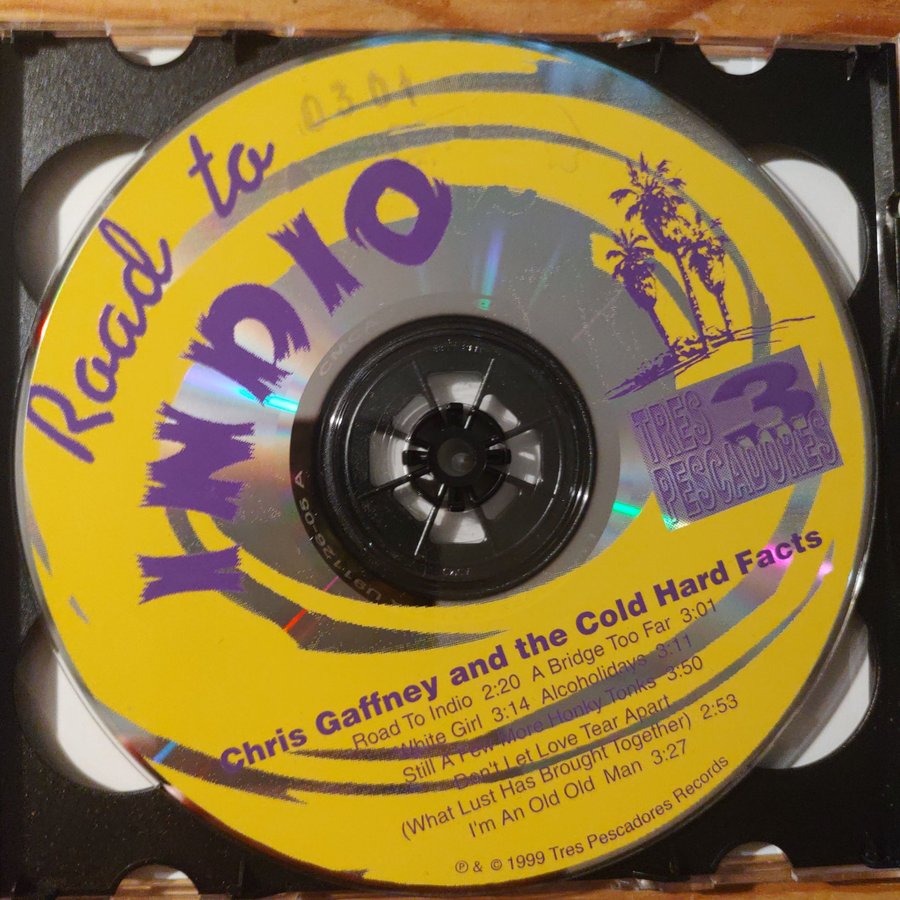 0301
Road to
INDIO
TRES 3
PESCADORES
Chris Gaffney and the Cold Hard Facts
Road To Indio 2:20 A Bridge Too Far 3:01
White Girl 3:14 Alcoholidays 3:11
Still A Few More Honky Tonks 3:50
Don't Let Love Tear Apart
(What Lust Has Brought Together) 2:53
I'm An Old Old Man 3:27
℗ & © 1999 Tres Pescadores Records